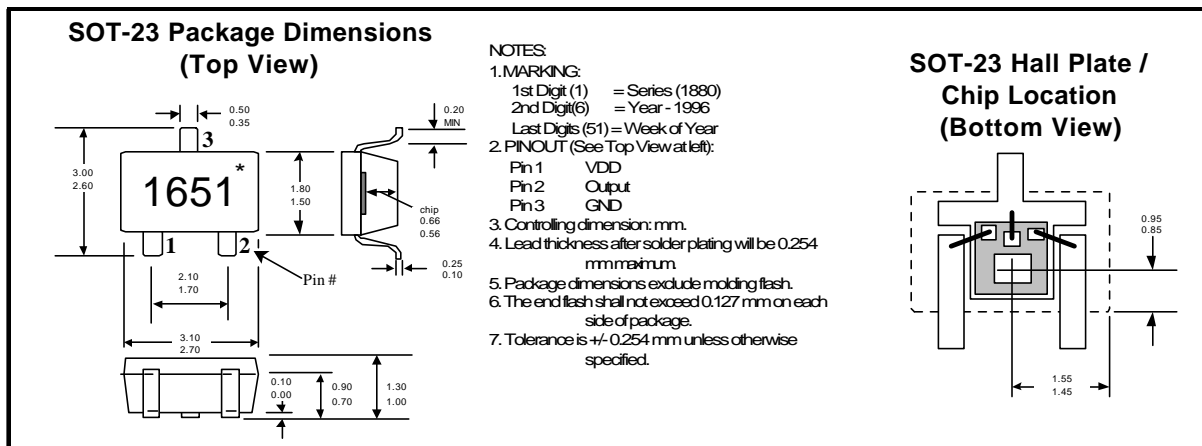 SOT-23 Package Dimensions
(Top View)
0.50
0.35
3
3.00
2.60
1651*
1 2
Pin #
2.10
1.70
3.10
2.70
1.80
1.50
0.20
MIN
chip
0.66
0.56
0.25
0.10
0.10
0.00
0.90
0.70
1.30
1.00
NOTES:
1. MARKING:
1st Digit (1) = Series (1880)
2nd Digit(6) = Year - 1996
Last Digits (51) = Week of Year
2. PINOUT (See Top View at left):
Pin 1 VDD
Pin 2 Output
Pin 3 GND
3. Controlling dimension: mm.
4. Lead thickness after solder plating will be 0.254
mm maximum.
5. Package dimensions exclude molding flash.
6. The end flash shall not exceed 0.127 mm on each
side of package.
7. Tolerance is +/- 0.254 mm unless otherwise
specified.
SOT-23 Hall Plate /
Chip Location
(Bottom View)
0.95
0.85
1.55
1.45